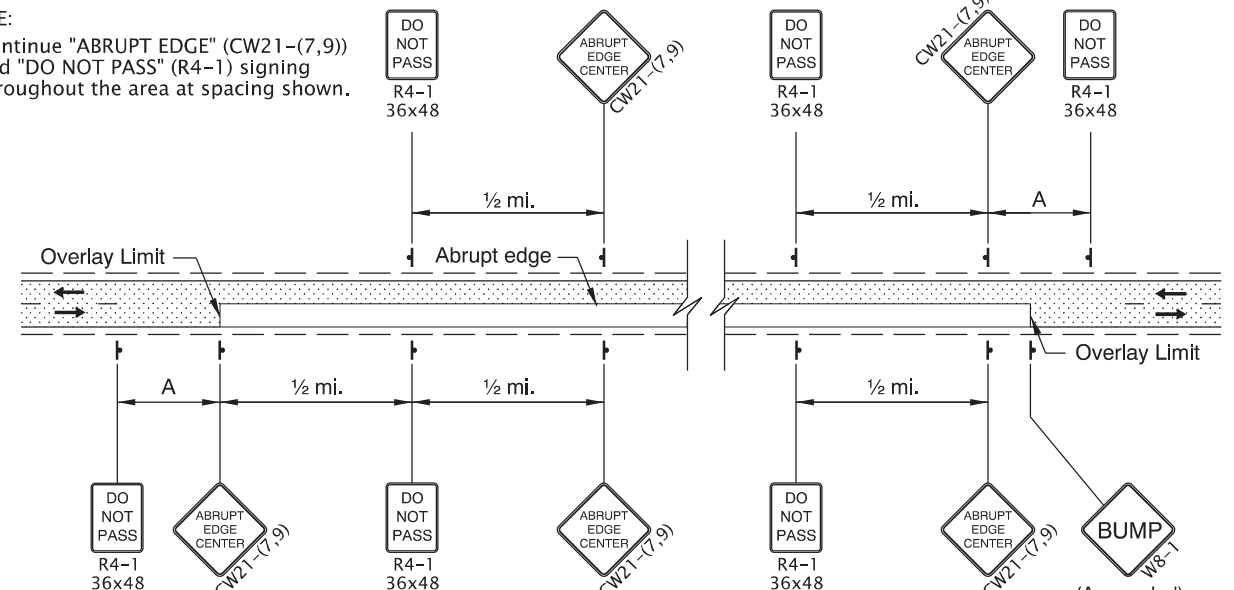 E:
ntinue "ABRUPT EDGE" (CW21-(7,9))
d "DO NOT PASS" (R4-1) signing
roughout the area at spacing shown.
DO
NOT
PASS
R4-1
36x48
ABRUPT
EDGE
CENTER
CW21-(7,9)
DO
NOT
PASS
R4-1
36x48
CW21-(7,9)
ABRUPT
EDGE
CENTER
DO
NOT
PASS
R4-1
36x48
½ mi.
½ mi.
A
Overlay Limit
Abrupt edge
Overlay Limit
A
½ mi.
½ mi.
½ mi.
DO
NOT
PASS
R4-1
36x48
ABRUPT
EDGE
CENTER
CW21-(7,9)
DO
NOT
PASS
R4-1
36x48
ABRUPT
EDGE
CENTER
CW21-(7,9)
DO
NOT
PASS
R4-1
36x48
ABRUPT
EDGE
CENTER
CW21-(7,9)
BUMP
W8-1